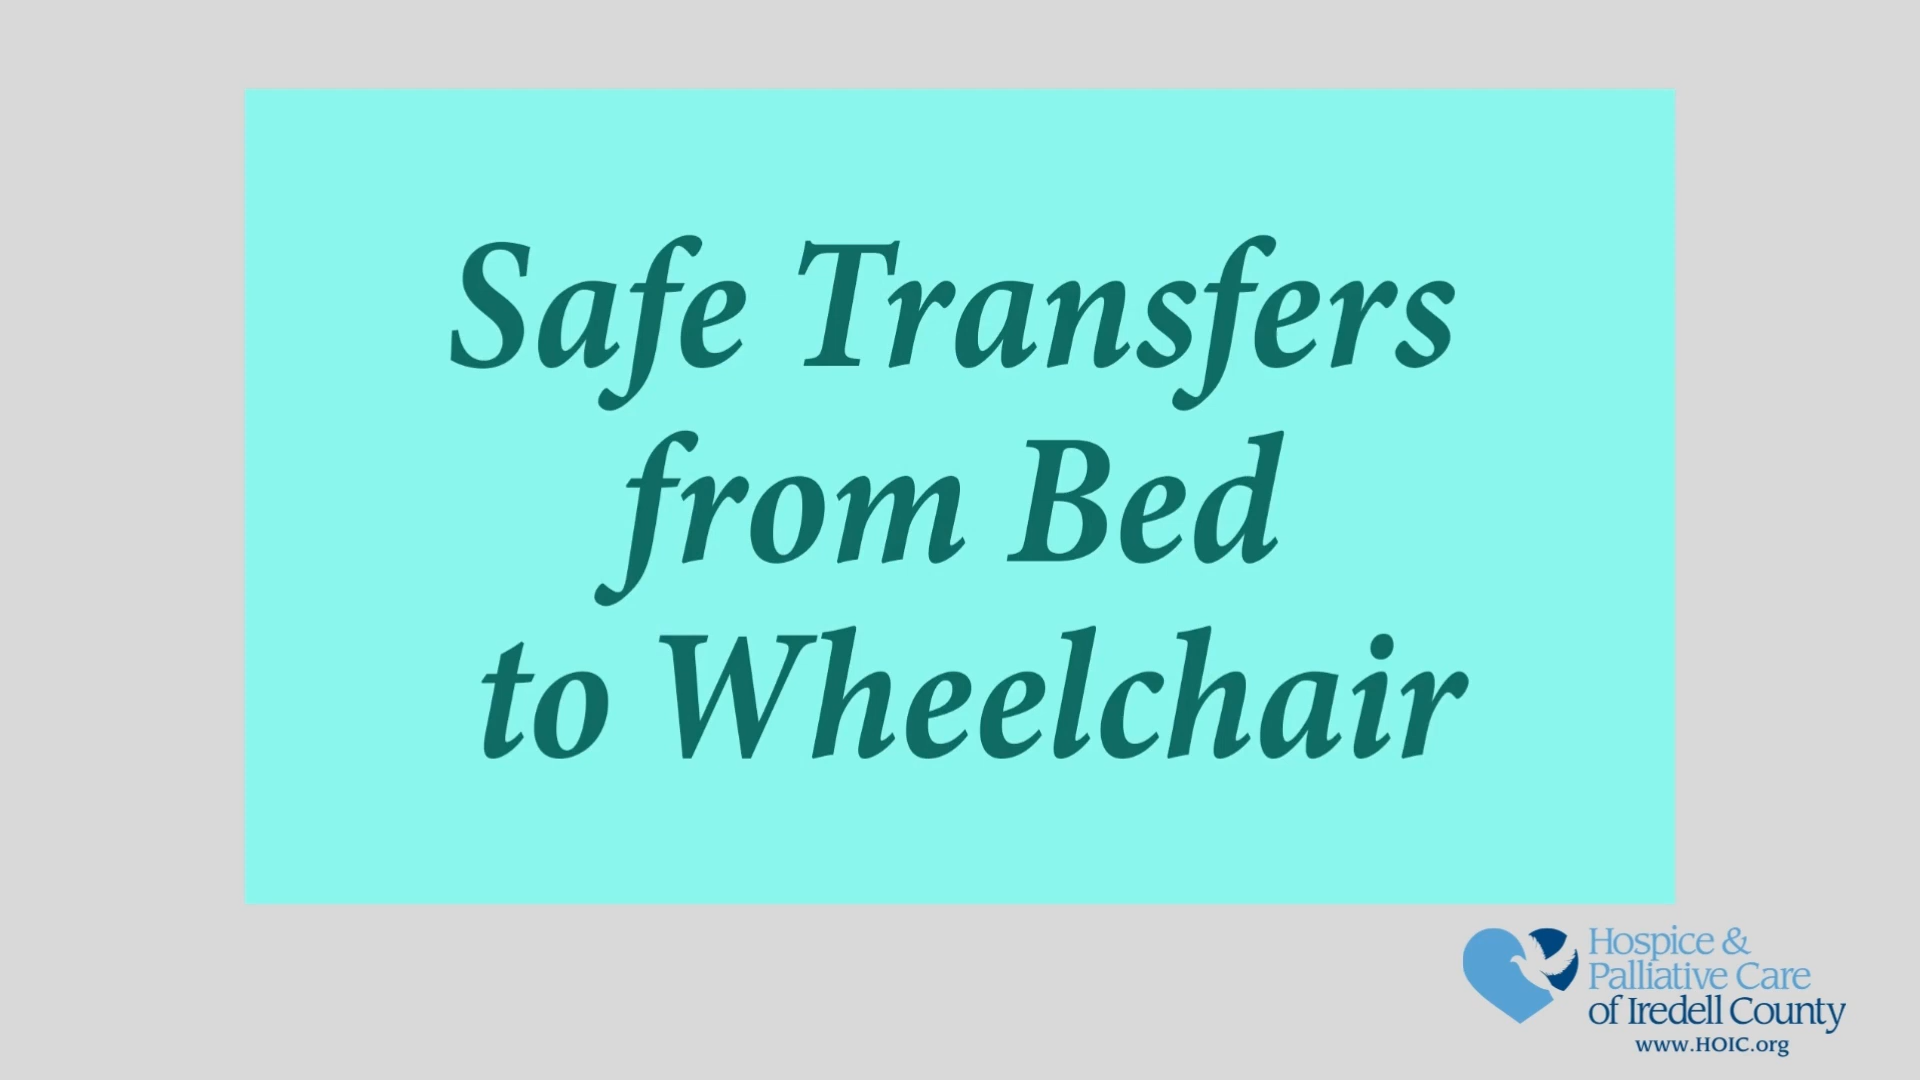 Safe Transfers
from Bed
to Wheelchair
Hospice &
Palliative Care
of Iredell County
www.HOIC.org